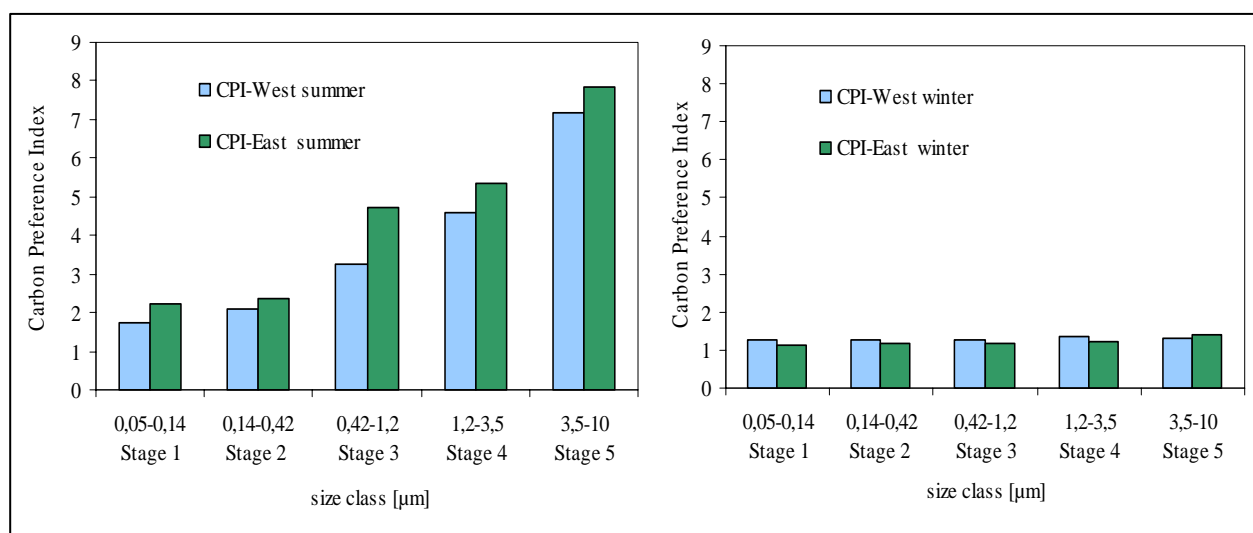 9
8
7
6
5
4
3
2
1
0
Carbon Preference Index
CPI-West summer
CPI-East summer
0,05-0,14 0,14-0,42 0,42-1,2 1,2-3,5 3,5-10
Stage 1 Stage 2 Stage 3 Stage 4 Stage 5
size class [µm]
9
8
7
6
5
4
3
2
1
0
Carbon Preference Index
CPI-West winter
CPI-East winter
0,05-0,14 0,14-0,42 0,42-1,2 1,2-3,5 3,5-10
Stage 1 Stage 2 Stage 3 Stage 4 Stage 5
size class [µm]